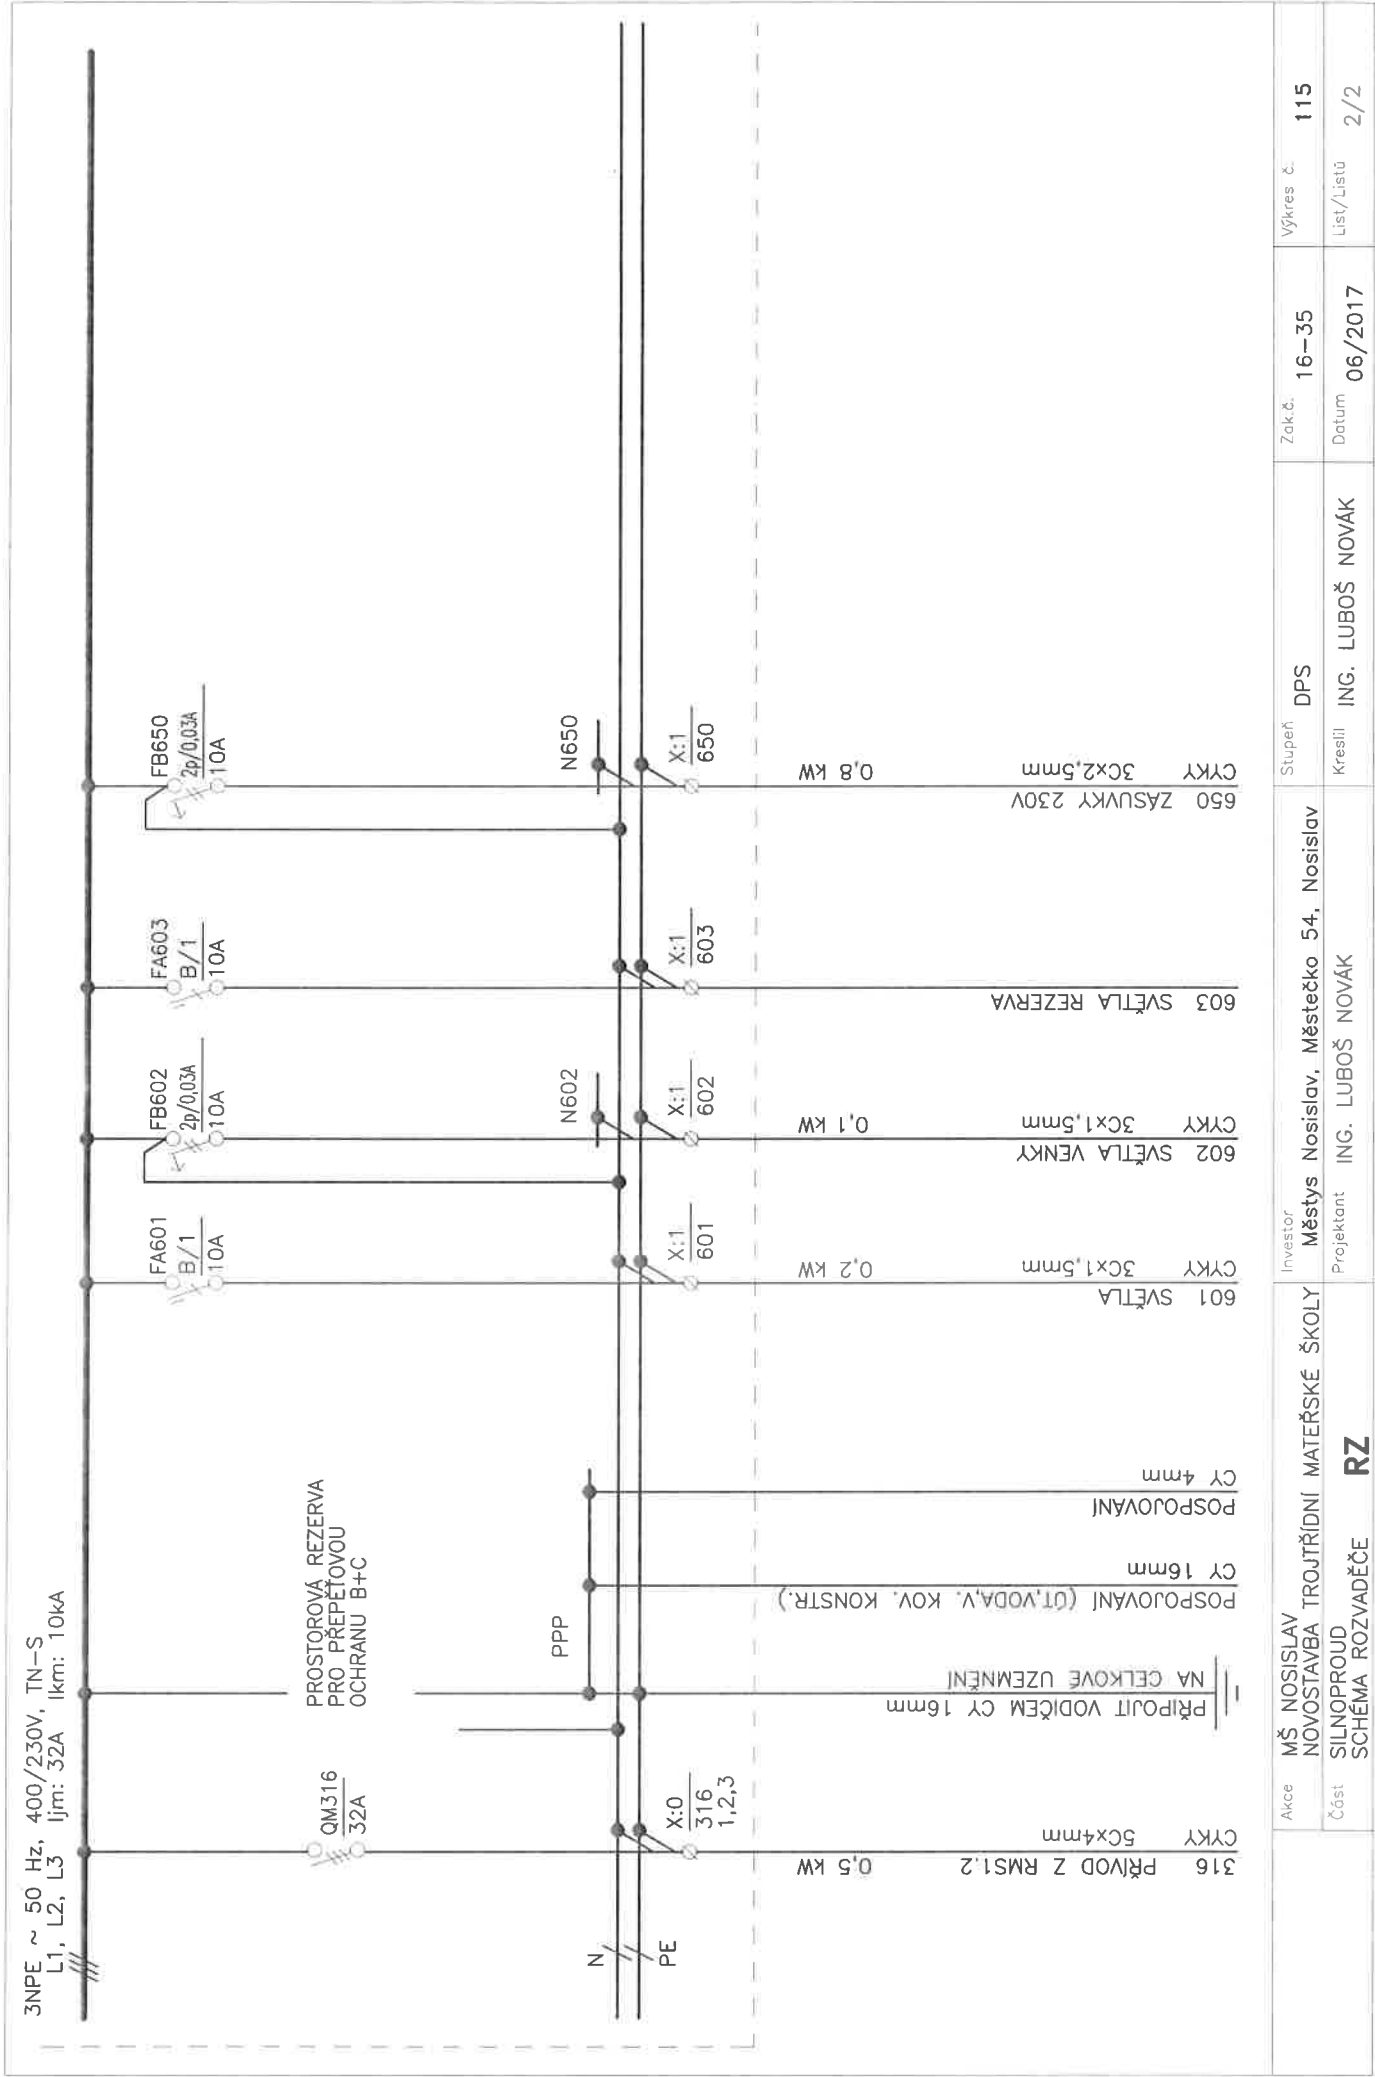 3NPE ~ 50 Hz, 400/230V, TN-S
L1, L2, L3 Ijm: 32A Ikm: 10kA
QM316
32A
PROSTOROVÁ REZERVA
PRO PŘEPĚŤOVOU
OCHRANU B+C
FA601
B/1
10A
FB602
2p/0,03A
10A
FA603
B/1
10A
FB650
2p/0,03A
10A
N
PE
PPP
N602
N650
X:0
316
1,2,3
X:1
601
X:1
602
X:1
603
X:1
650
316 PŘÍVOD Z RMS1.2 0,5 kW
CYKY 5Cx4mm
PŘIPOJIT VODIČEM CY 16mm
NA CELKOVÉ UZEMNĚNÍ
POSPOJOVÁNÍ (ÚT,VODA,V. KOV. KONSTR.)
CY 16mm
POSPOJOVÁNÍ
CY 4mm
601 SVĚTLA
CYKY 3Cx1,5mm 0,2 kW
602 SVĚTLA VENKY
CYKY 3Cx1,5mm 0,1 kW
603 SVĚTLA REZERVA
650 ZÁSUVKY 230V
CYKY 3Cx2,5mm 0,8 kW
Akce MŠ NOSISLAV
NOVOSTAVBA TROJTŘÍDNÍ MATEŘSKÉ ŠKOLY
Část SILNOPROUD
SCHÉMA ROZVADĚČE RZ
Investor
Městys Nosislav, Městečko 54, Nosislav
Projektant ING. LUBOŠ NOVÁK
Stupeň DPS
Kreslil ING. LUBOŠ NOVÁK
Zak.č. 16-35
Datum 06/2017
Výkres č. 115
List/Listů 2/2